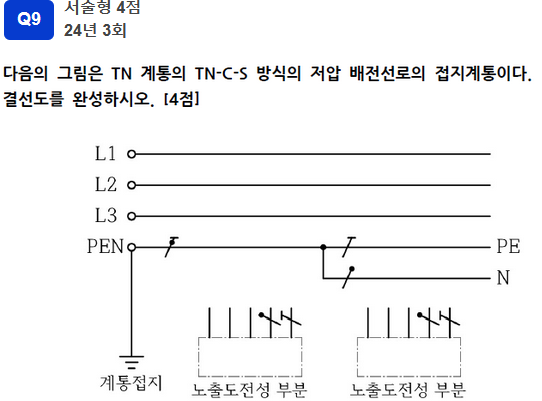 Q9
서술형 4점
24년 3회
다음의 그림은 TN 계통의 TN-C-S 방식의 저압 배전선로의 접지계통이다.
결선도를 완성하시오. [4점]
L1
L2
L3
PEN
PE
N
계통접지
노출도전성 부분
노출도전성 부분